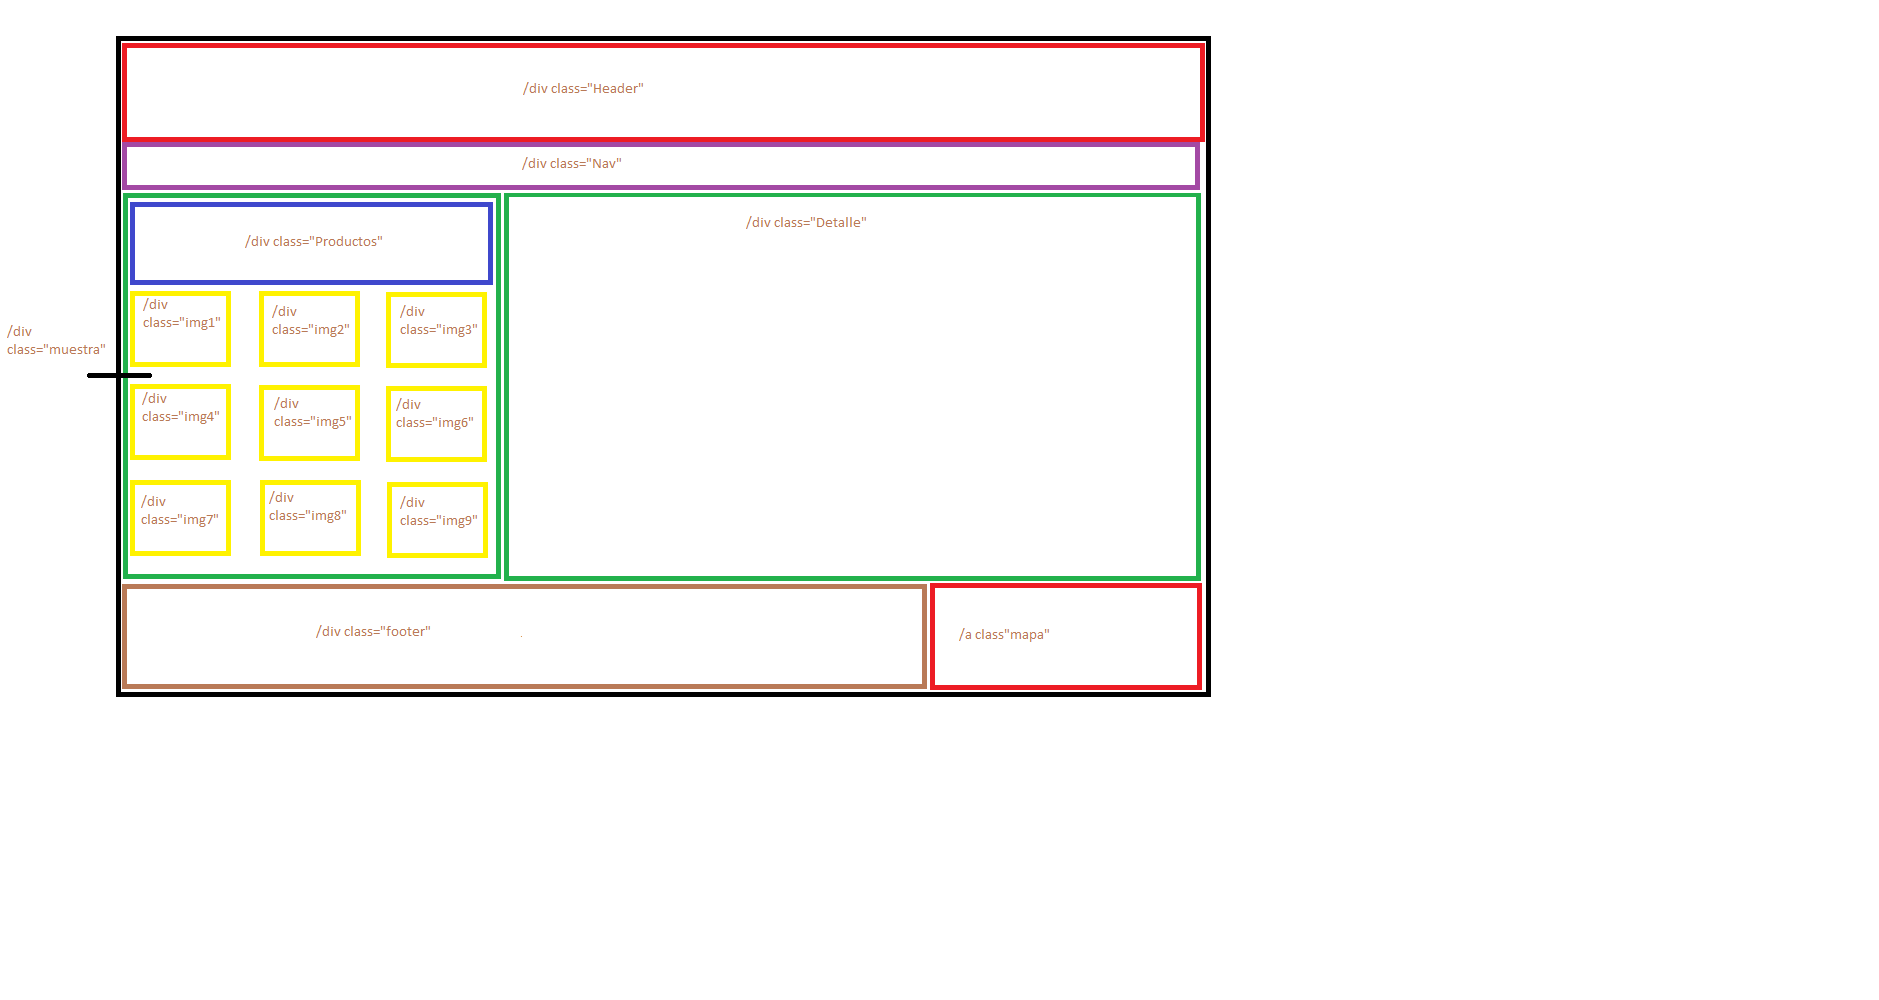 /div class="Header"
/div class="Nav"
/div class="Productos"
/div class="Detalle"
/div
class="muestra"
/div
class="img1"
/div
class="img2"
/div
class="img3"
/div
class="img4"
/div
class="img5"
/div
class="img6"
/div
class="img7"
/div
class="img8"
/div
class="img9"
/div class="footer"
/a class"mapa"